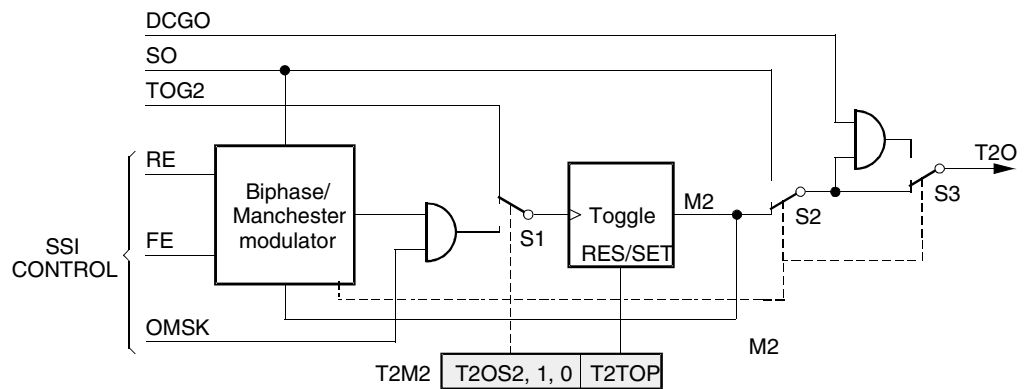 DCGO
SO
TOG2
RE
FE
SSI
CONTROL
OMSK
Biphase/
Manchester
modulator
S1
Toggle
RES/SET
M2
S2
S3
T2O
M2
M2
T2M2
T2OS2, 1, 0
T2TOP